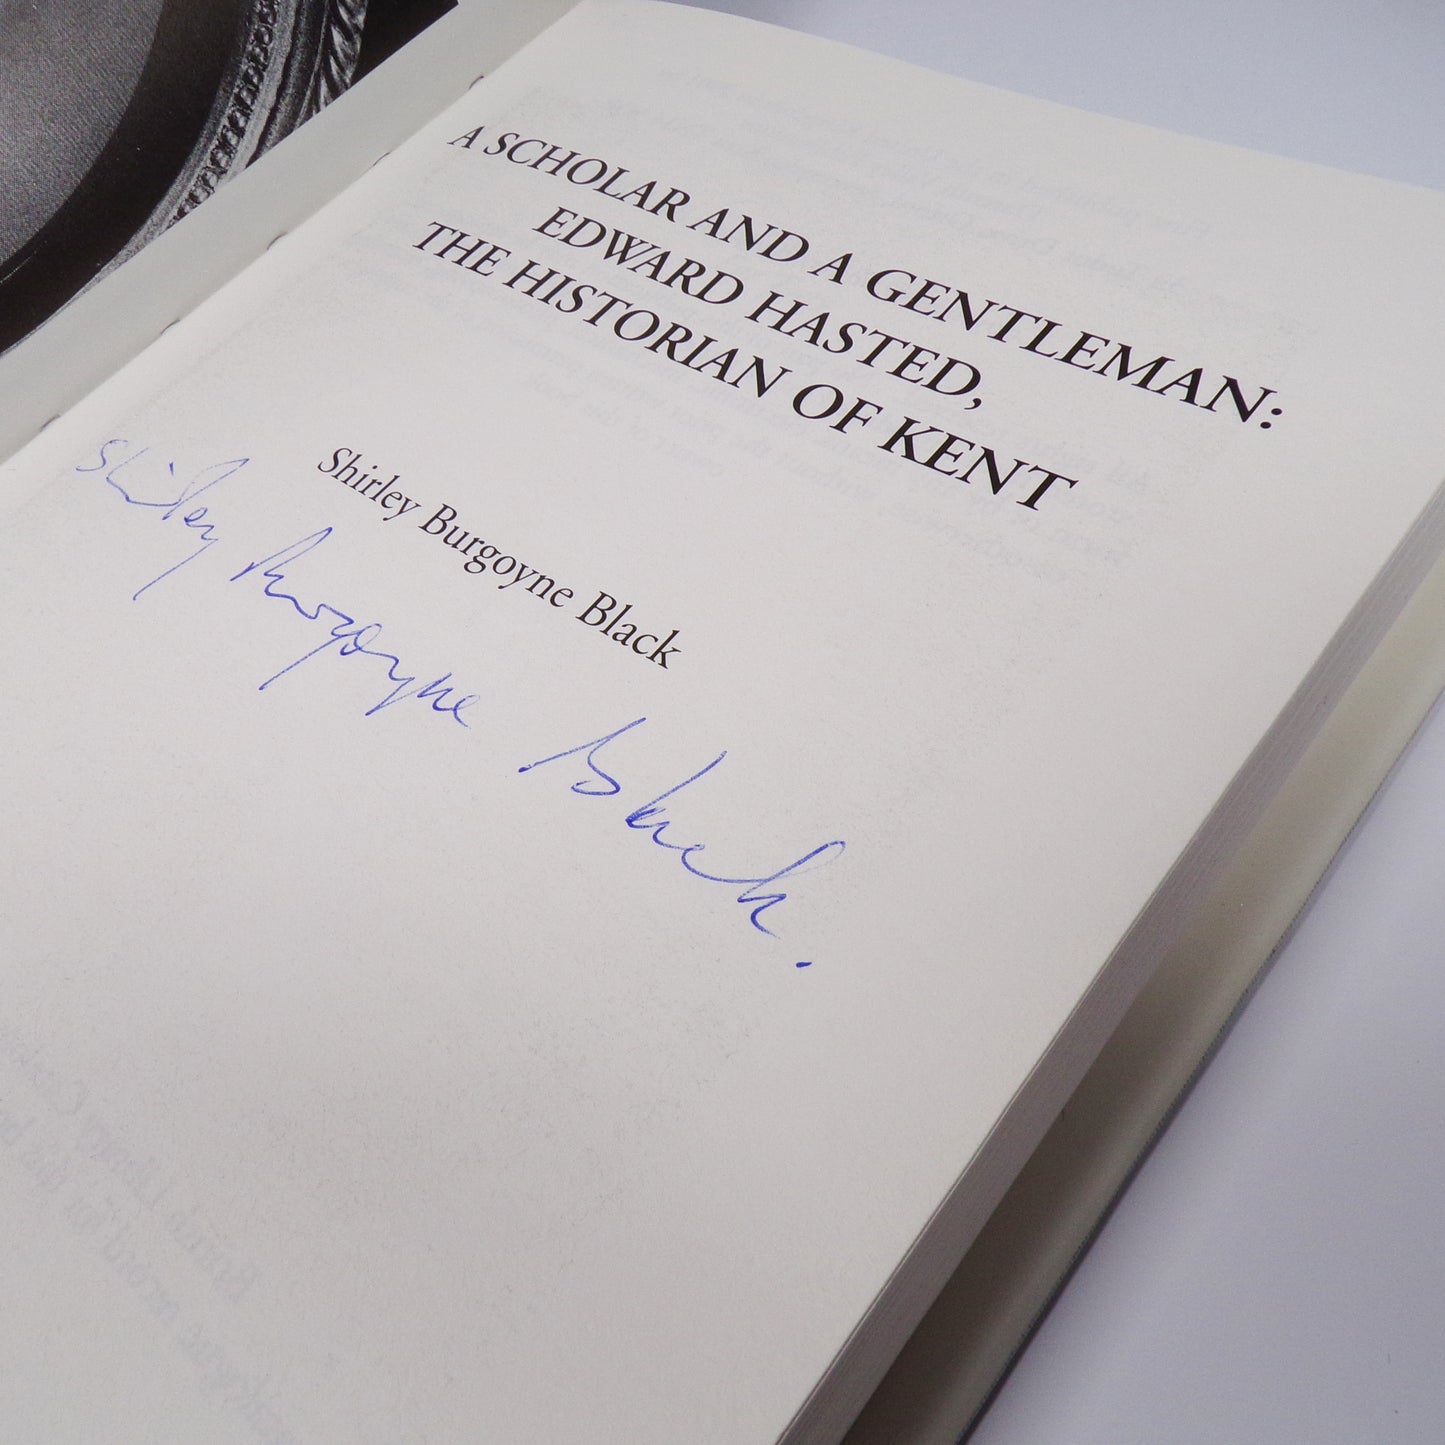 A SCHOLAR AND A GENTLEMAN:
EDWARD HASTED,
THE HISTORIAN OF KENT
Shirley Burgoyne Black
Shirley Burgoyne Black.